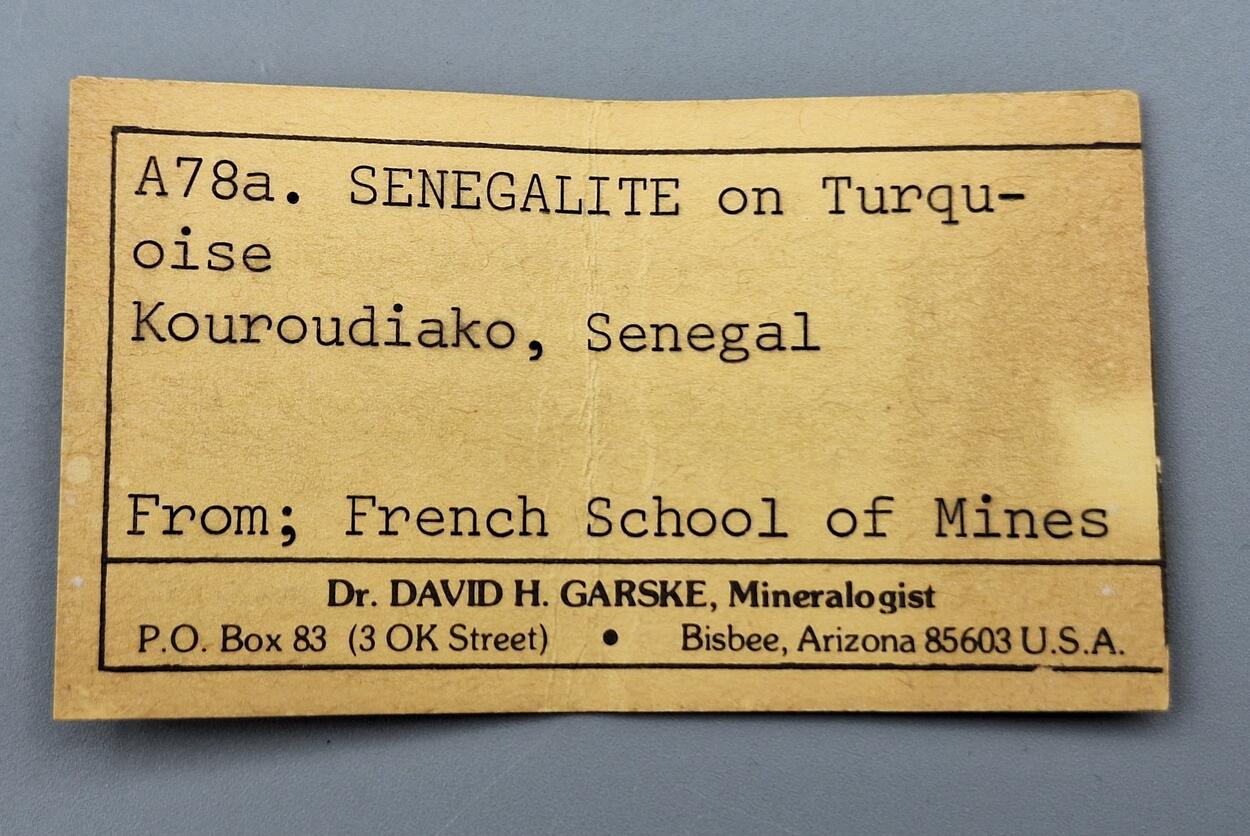 A78a. SENEGALITE on Turqu-
oise
Kouroudiako, Senegal
From; French School of Mines
Dr. DAVID H. GARSKE, Mineralogist
P.O. Box 83 (3 OK Street) • Bisbee, Arizona 85603 U.S.A.